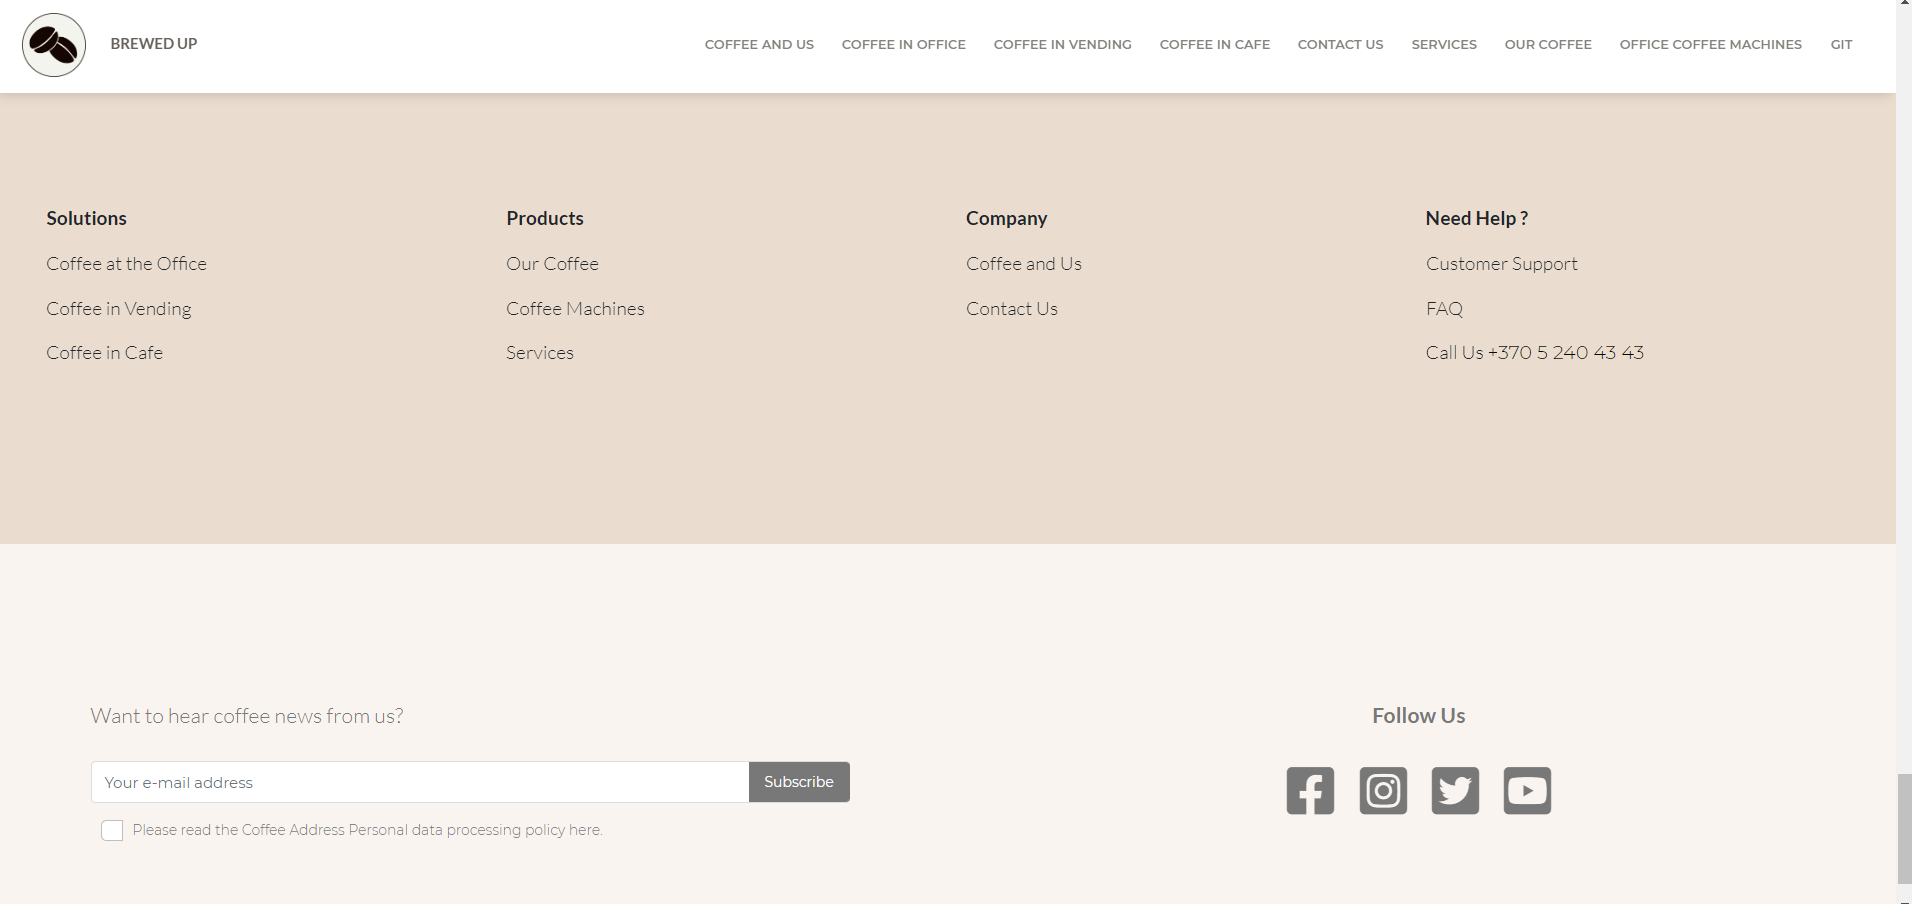 BREWED UP
COFFEE AND US COFFEE IN OFFICE COFFEE IN VENDING COFFEE IN CAFE CONTACT US SERVICES OUR COFFEE OFFICE COFFEE MACHINES GIT
Solutions
Coffee at the Office
Coffee in Vending
Coffee in Cafe
Products
Our Coffee
Coffee Machines
Services
Company
Coffee and Us
Contact Us
Need Help ?
Customer Support
FAQ
Call Us +370 5 240 43 43
Want to hear coffee news from us?
Your e-mail address
Subscribe
Please read the Coffee Address Personal data processing policy here.
Follow Us